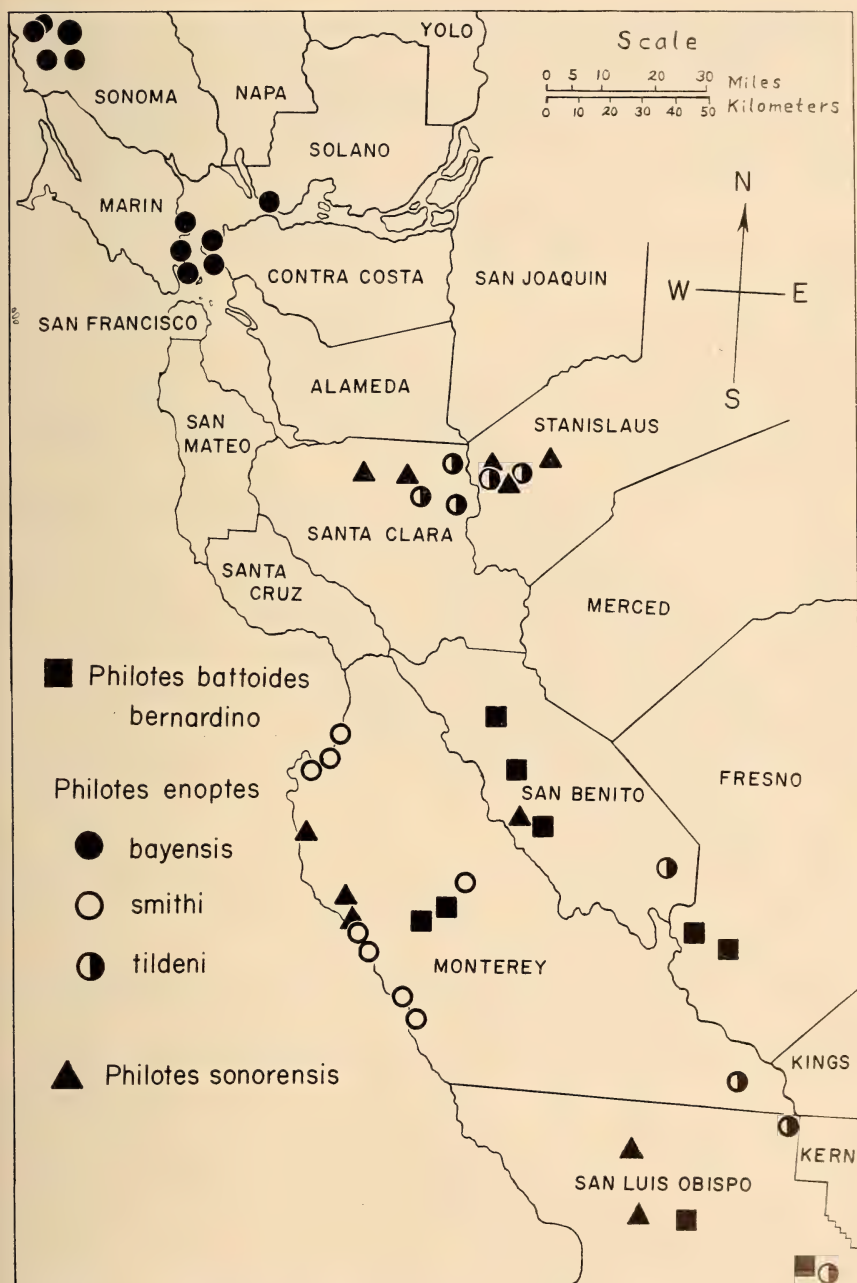 YOLO
Scale
0 5 10 20 30 Miles
0 10 20 30 40 50 Kilometers
SONOMA
NAPA
SOLANO
MARIN
N
CONTRA COSTA
SAN JOAQUIN
W E
SAN FRANCISCO
S
ALAMEDA
SAN
MATEO
STANISLAUS
SANTA CLARA
SANTA
CRUZ
MERCED
Philotes battoides
bernardino
SAN BENITO
FRESNO
Philotes enoptes
bayensis
smithi
tildeni
MONTEREY
Philotes sonorensis
KINGS
KERN
SAN LUIS OBISPO